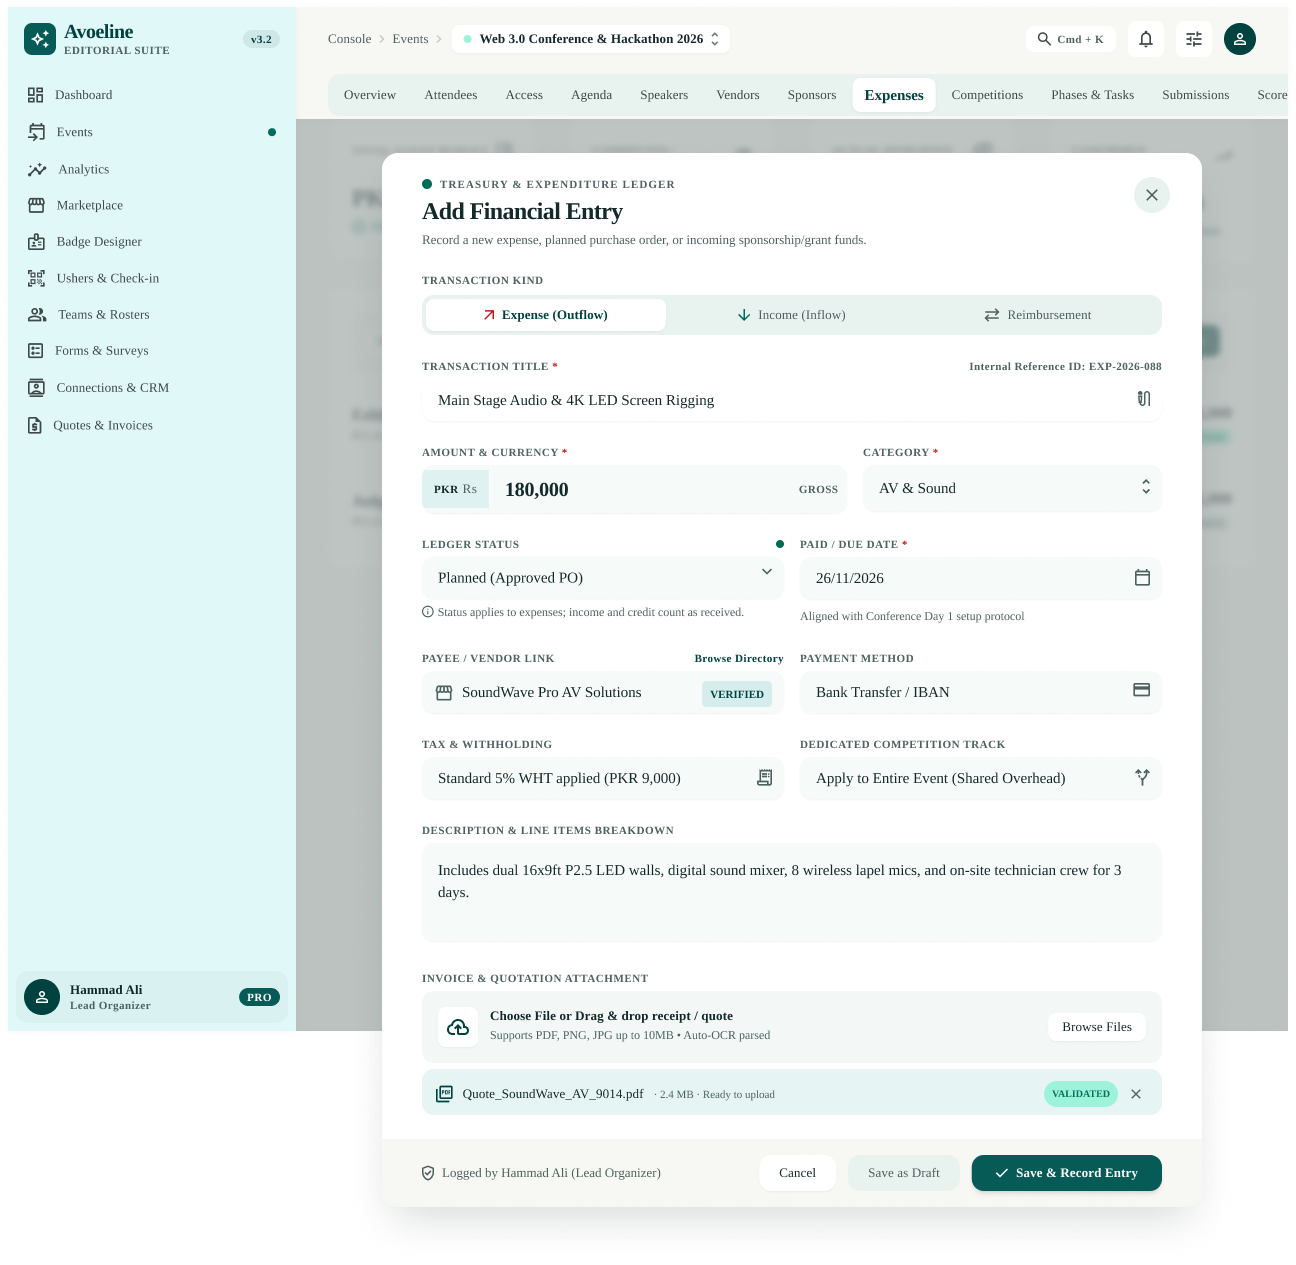 Avoeline
EDITORIAL SUITE
v3.2
Dashboard
Events
Analytics
Marketplace
Badge Designer
Ushers & Check-in
Teams & Rosters
Forms & Surveys
Connections & CRM
Quotes & Invoices
Hammad Ali
Lead Organizer
PRO
Console
Events
Web 3.0 Conference & Hackathon 2026
Cmd + K
Overview
Attendees
Access
Agenda
Speakers
Vendors
Sponsors
Expenses
Competitions
Phases & Tasks
Submissions
Score
TREASURY & EXPENDITURE LEDGER
Add Financial Entry
Record a new expense, planned purchase order, or incoming sponsorship/grant funds.
TRANSACTION KIND
Expense (Outflow)
Income (Inflow)
Reimbursement
TRANSACTION TITLE *
Internal Reference ID: EXP-2026-088
Main Stage Audio & 4K LED Screen Rigging
AMOUNT & CURRENCY *
PKR Rs
180,000
GROSS
CATEGORY *
AV & Sound
LEDGER STATUS
Planned (Approved PO)
Status applies to expenses; income and credit count as received.
PAID / DUE DATE *
26/11/2026
Aligned with Conference Day 1 setup protocol
PAYEE / VENDOR LINK
Browse Directory
SoundWave Pro AV Solutions
VERIFIED
PAYMENT METHOD
Bank Transfer / IBAN
TAX & WITHHOLDING
Standard 5% WHT applied (PKR 9,000)
DEDICATED COMPETITION TRACK
Apply to Entire Event (Shared Overhead)
DESCRIPTION & LINE ITEMS BREAKDOWN
Includes dual 16x9ft P2.5 LED walls, digital sound mixer, 8 wireless lapel mics, and on-site technician crew for 3
days.
INVOICE & QUOTATION ATTACHMENT
Choose File or Drag & drop receipt / quote
Supports PDF, PNG, JPG up to 10MB • Auto-OCR parsed
Browse Files
Quote_SoundWave_AV_9014.pdf
· 2.4 MB · Ready to upload
VALIDATED
Logged by Hammad Ali (Lead Organizer)
Cancel
Save as Draft
Save & Record Entry